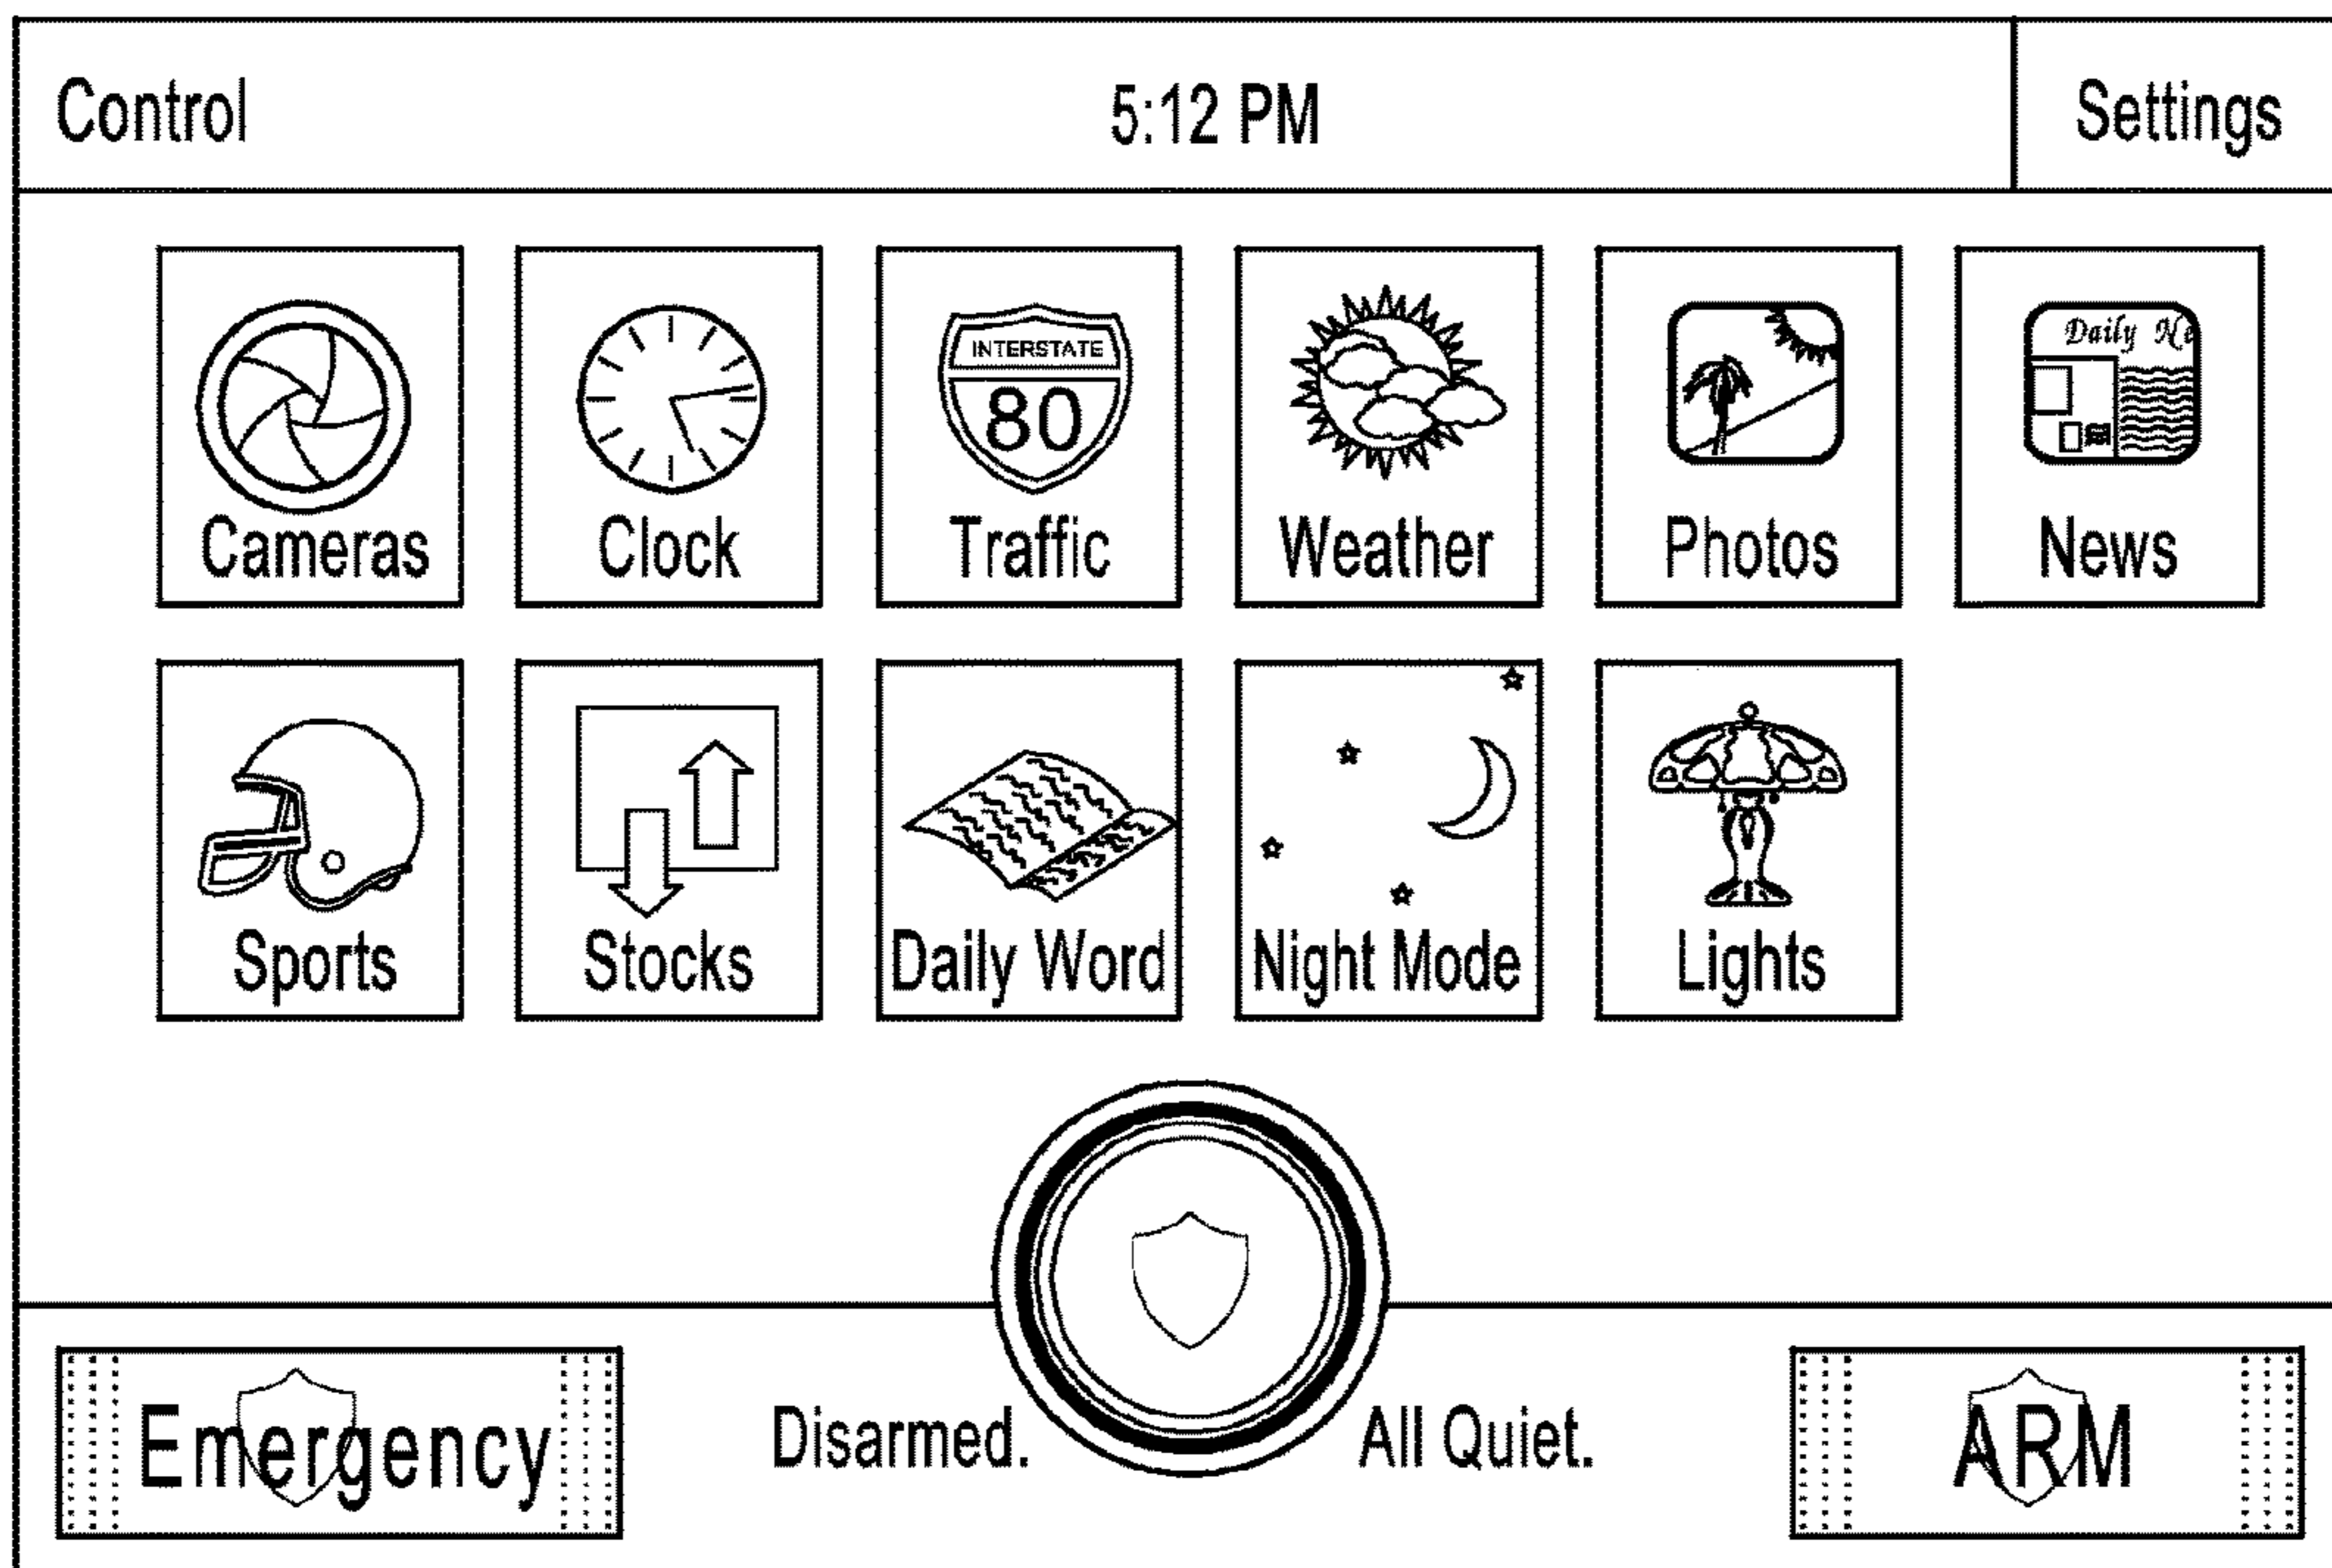 Control 5:12 PM Settings
INTERSTATE
80
Daily Ne
Cameras Clock Traffic Weather Photos News
Sports Stocks Daily Word Night Mode Lights
Emergency Disarmed. All Quiet. ARM